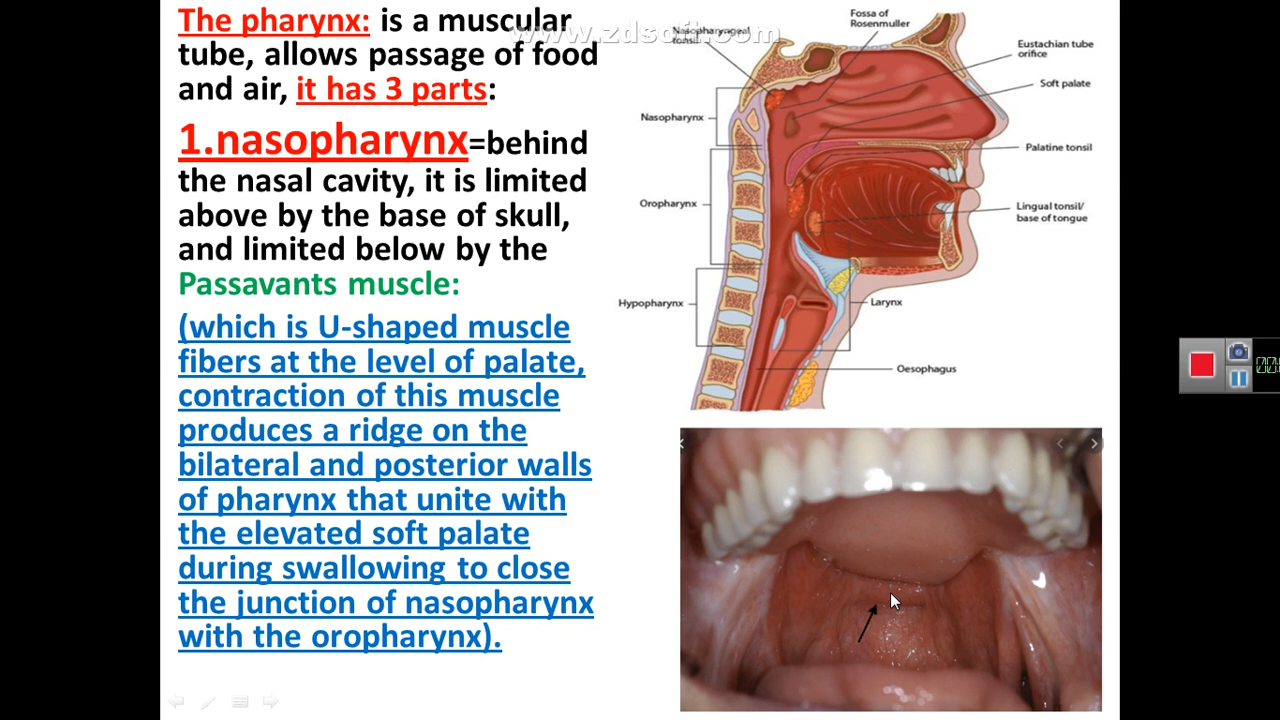 The pharynx: is a muscular
tube, allows passage of food
and air, it has 3 parts:
1.nasopharynx=behind
the nasal cavity, it is limited
above by the base of skull,
and limited below by the
Passavants muscle:
(which is U-shaped muscle
fibers at the level of palate,
contraction of this muscle
produces a ridge on the
bilateral and posterior walls
of pharynx that unite with
the elevated soft palate
during swallowing to close
the junction of nasopharynx
with the oropharynx).
www.zdsoft.com
Nasopharyngeal
tonsil
Fossa of
Rosenmuller
Eustachian tube
orifice
Soft palate
Nasopharynx
Palatine tonsil
Oropharynx
Lingual tonsil/
base of tongue
Hypopharynx
Larynx
Oesophagus